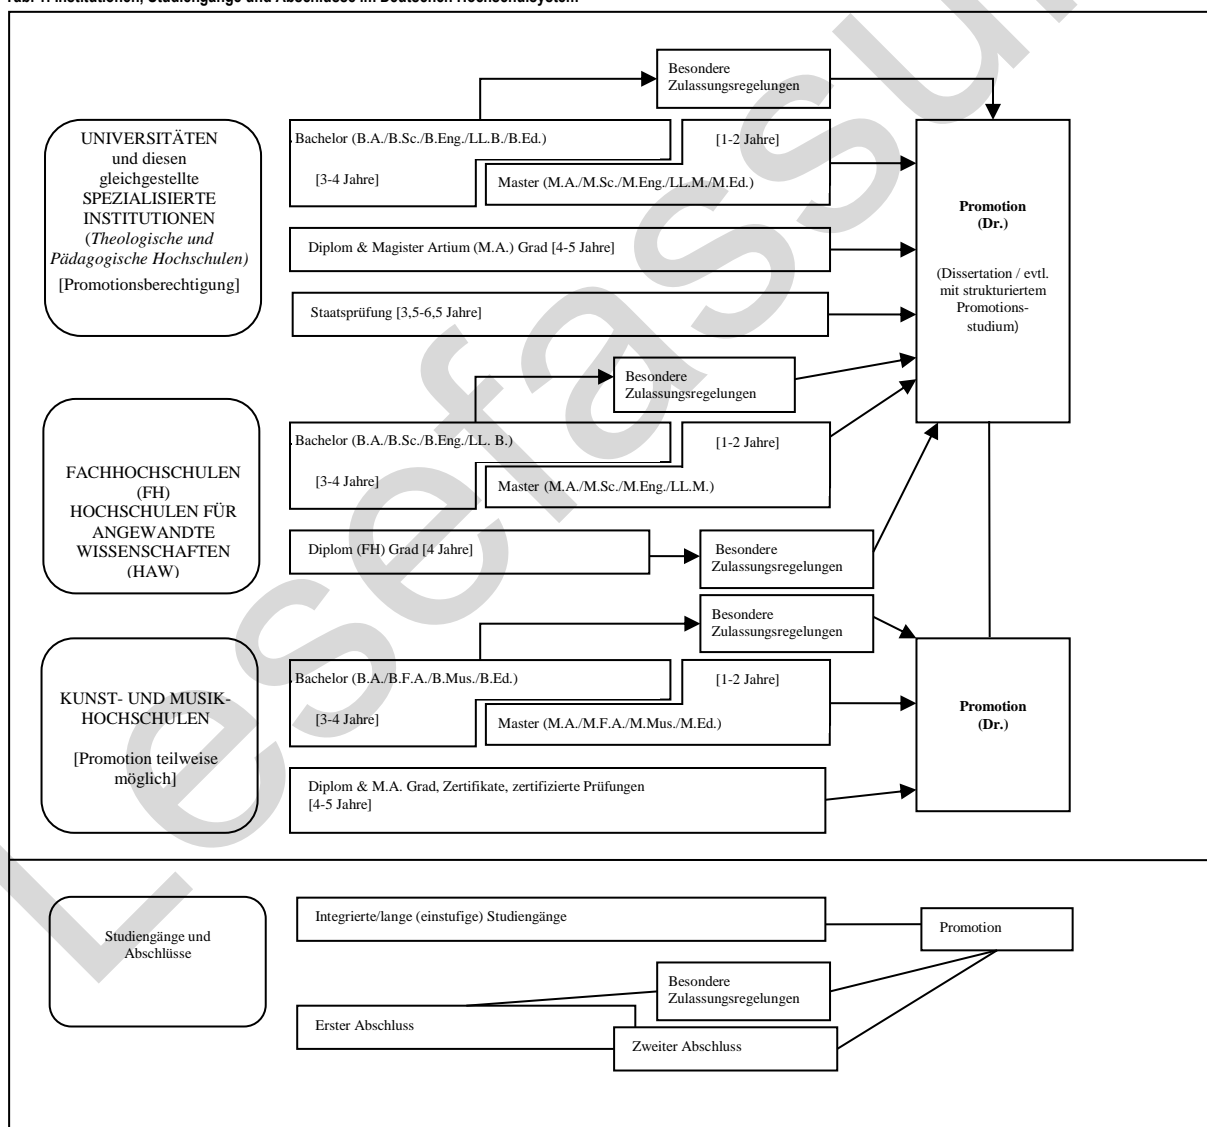 Tab. 1: Institutionen, Studiengänge und Abschlüsse im Deutschen Hochschulsystem
Besondere
Zulassungsregelungen
UNIVERSITÄTEN
und diesen
gleichgestellte
SPEZIALISIERTE
INSTITUTIONEN
(Theologische und
Pädagogische Hochschulen)
[Promotionsberechtigung]
Bachelor (B.A./B.Sc./B.Eng./LL.B./B.Ed.)
[3-4 Jahre]
[1-2 Jahre]
Master (M.A./M.Sc./M.Eng./LL.M./M.Ed.)
Diplom & Magister Artium (M.A.) Grad [4-5 Jahre]
Staatsprüfung [3,5-6,5 Jahre]
Promotion
(Dr.)
(Dissertation / evtl.
mit strukturiertem
Promotions-
studium)
Besondere
Zulassungsregelungen
FACHHOCHSCHULEN
(FH)
HOCHSCHULEN FÜR
ANGEWANDTE
WISSENSCHAFTEN
(HAW)
Bachelor (B.A./B.Sc./B.Eng./LL. B.)
[3-4 Jahre]
[1-2 Jahre]
Master (M.A./M.Sc./M.Eng./LL.M.)
Diplom (FH) Grad [4 Jahre]
Besondere
Zulassungsregelungen
Besondere
Zulassungsregelungen
KUNST- UND MUSIK-
HOCHSCHULEN
[Promotion teilweise
möglich]
Bachelor (B.A./B.F.A./B.Mus./B.Ed.)
[3-4 Jahre]
[1-2 Jahre]
Master (M.A./M.F.A./M.Mus./M.Ed.)
Diplom & M.A. Grad, Zertifikate, zertifizierte Prüfungen
[4-5 Jahre]
Promotion
(Dr.)
Studiengänge und
Abschlüsse
Integrierte/lange (einstufige) Studiengänge
Promotion
Besondere
Zulassungsregelungen
Erster Abschluss
Zweiter Abschluss
Lesefassu